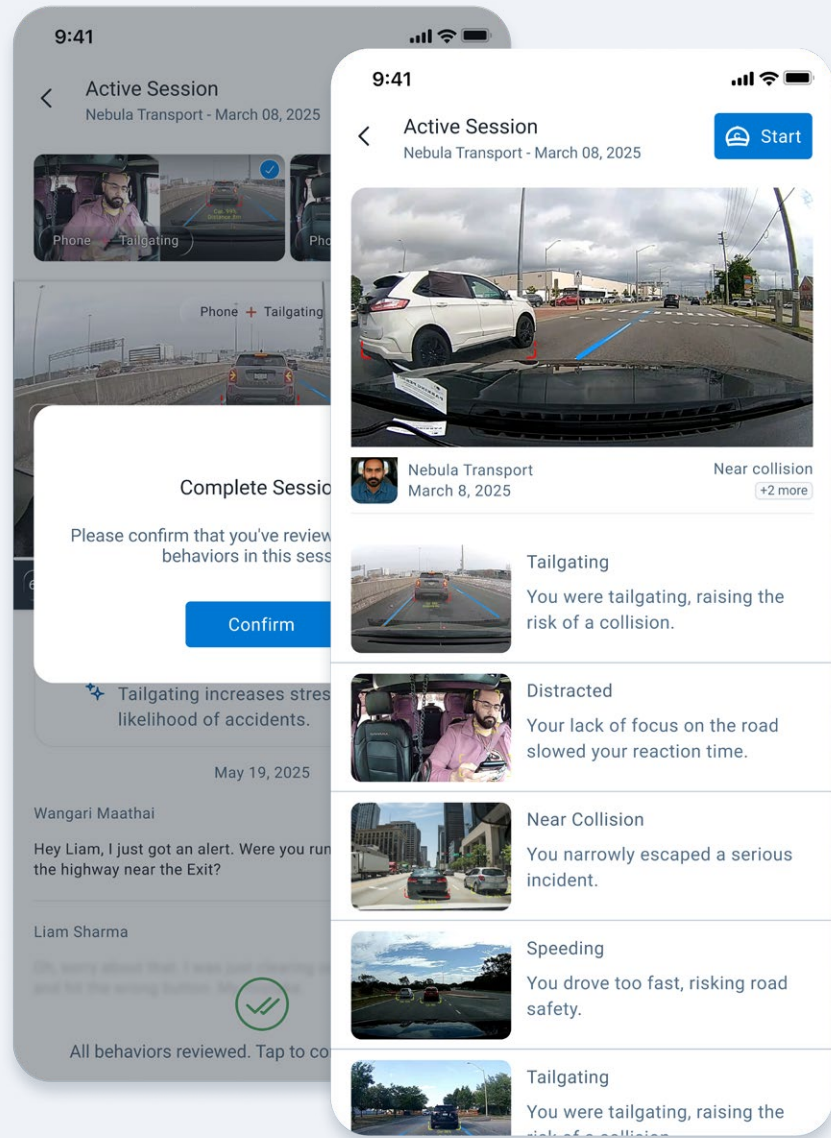 9:41
Active Session
Nebula Transport - March 08, 2025
Phone
Tailgating
Pho
Phone + Tailgating
Complete Sessio
Please confirm that you've review
behaviors in this sess
Confirm
Tailgating increases stres
likelihood of accidents.
May 19, 2025
Wangari Maathai
Hey Liam, I just got an alert. Were you run
the highway near the Exit?
Liam Sharma
All behaviors reviewed. Tap to co
9:41
Active Session
Nebula Transport - March 08, 2025
Start
Nebula Transport
March 8, 2025
Near collision
+2 more
Tailgating
You were tailgating, raising the
risk of a collision.
Distracted
Your lack of focus on the road
slowed your reaction time.
Near Collision
You narrowly escaped a serious
incident.
Speeding
You drove too fast, risking road
safety.
Tailgating
You were tailgating, raising the
risk of a collision.